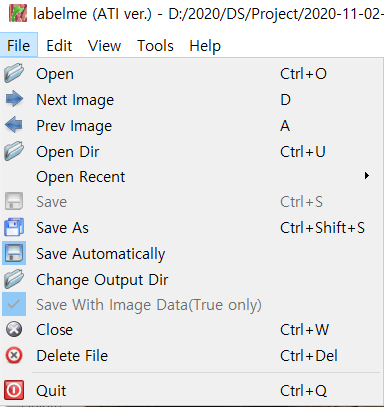 labelme (ATI ver.) - D:/2020/DS/Project/2020-11-02-
File Edit View Tools Help
Open Ctrl+O
Next Image D
Prev Image A
Open Dir Ctrl+U
Open Recent
Save Ctrl+S
Save As Ctrl+Shift+S
Save Automatically
Change Output Dir
Save With Image Data(True only)
Close Ctrl+W
Delete File Ctrl+Del
Quit Ctrl+Q